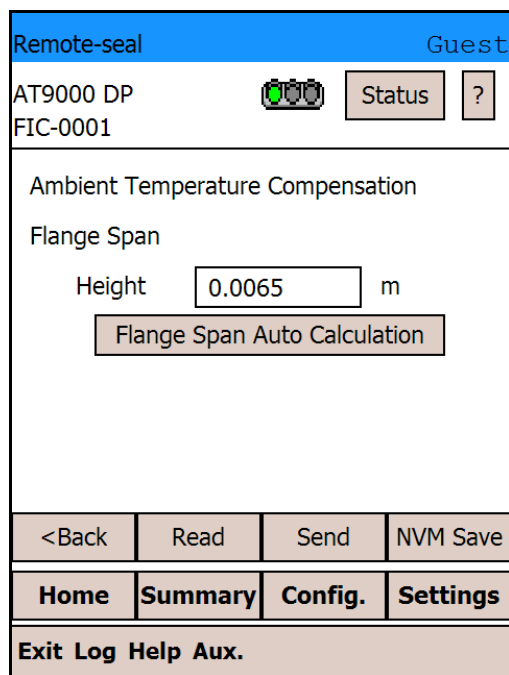 Remote-seal Guest
AT9000 DP
FIC-0001
Status ?
Ambient Temperature Compensation
Flange Span
Height 0.0065 m
Flange Span Auto Calculation
<Back Read Send NVM Save
Home Summary Config. Settings
Exit Log Help Aux.